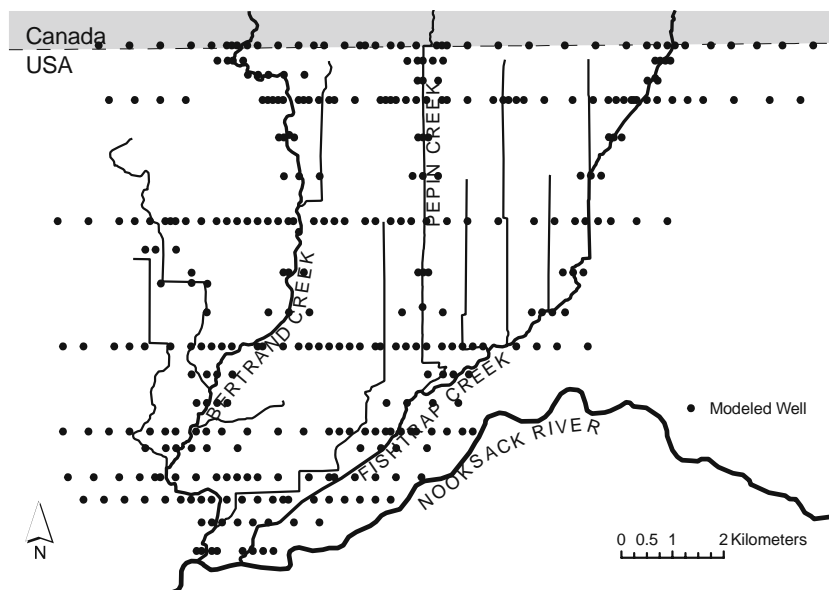 Canada
USA
PEPIN CREEK
BERTRAND CREEK
FISHTRAP CREEK
NOOKSACK RIVER
Modeled Well
N
0 0.5 1 2 Kilometers